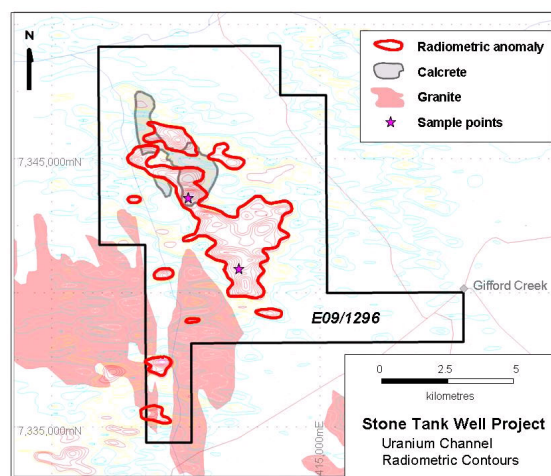 N
Radiometric anomaly
Calcrete
Granite
Sample points
7,345,000mN
Gifford Creek
E09/1296
0 2.5 5
kilometres
Stone Tank Well Project
Uranium Channel
Radiometric Contours
7,335,000mN
415,000mE